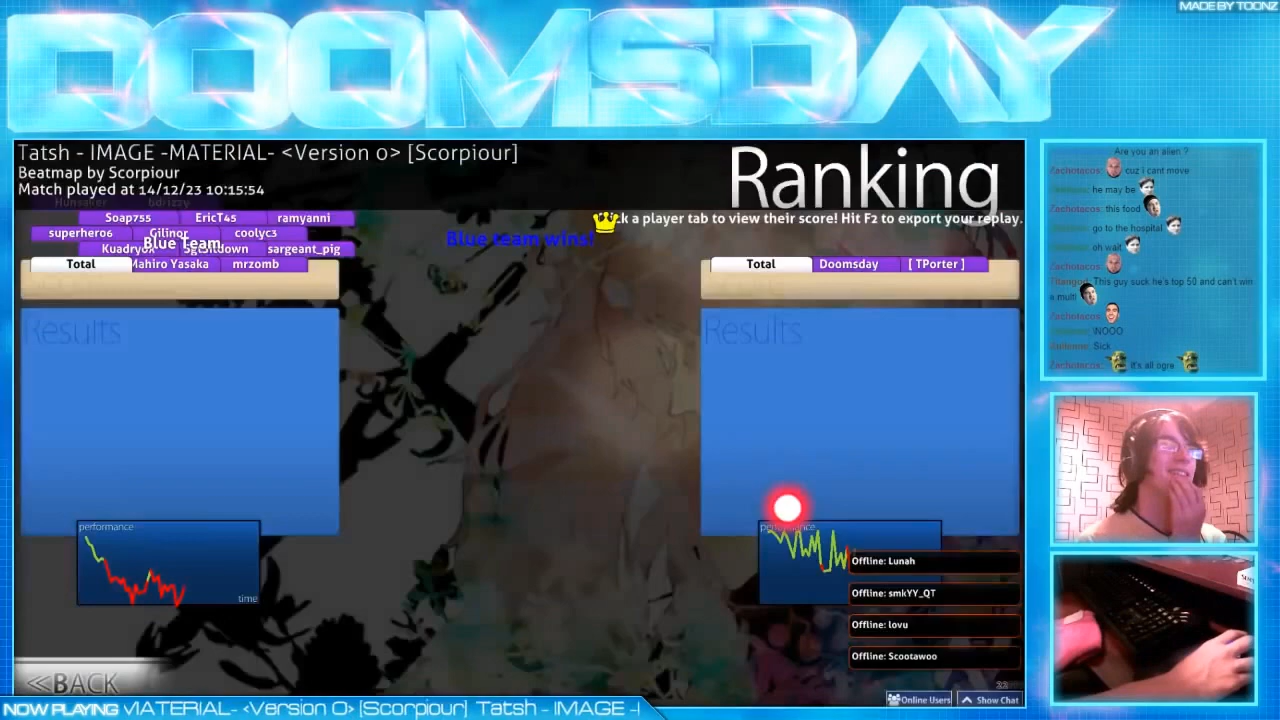 MADE BY TOONZ
DOOMSDAY
Tatsh - IMAGE -MATERIAL- <Version 0> [Scorpiour]
Beatmap by Scorpiour
Match played at 14/12/23 10:15:54
Ranking
Hunsaker 6drizzy
Soap755 EricT45 ramyanni
superhero6 Gilinor coolyc3
Blue Team
sargeant_pig
Total Mahiro Yasaka mrzomb
Results
performance
time
ck a player tab to view their score! Hit F2 to export your replay.
Blue team wins!
Total Doomsday [ TPorter ]
Results
Offline: Lunah
Offline: smkYY_QT
Offline: lovu
Offline: Scootawoo
<<BACK
Online Users Show Chat
NOW PLAYING MATERIAL- <Version 0> [Scorpiour] Tatsh - IMAGE -
Are you an alien ?
Zachotacos: cuz i cant move
he may be
Zachotacos: this food
go to the hospital
oh wait
Zachotacos:
This guy suck he's top 50 and can't win
a multi
Zachotacos:
INOOO
Sick
Zachotacos: it's all ogre